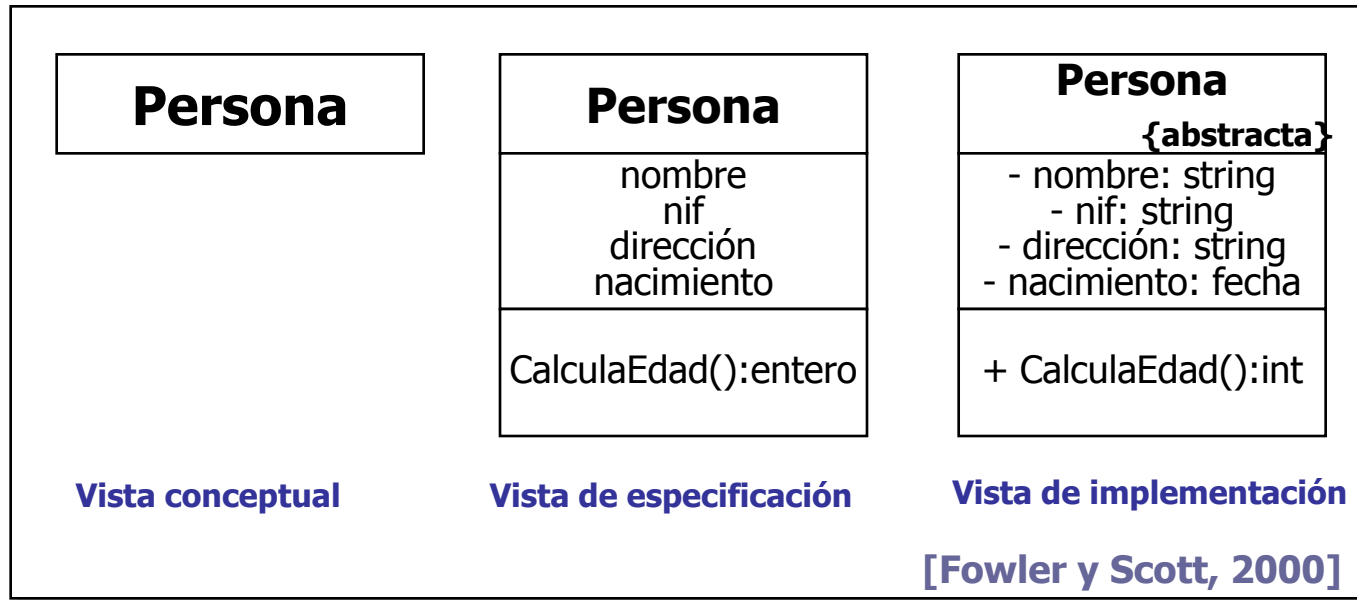 Persona
Persona
nombre
nif
dirección
nacimiento
CalculaEdad():entero
Persona
{abstracta}
- nombre: string
- nif: string
- dirección: string
- nacimiento: fecha
+ CalculaEdad():int
Vista conceptual
Vista de especificación
Vista de implementación
[Fowler y Scott, 2000]